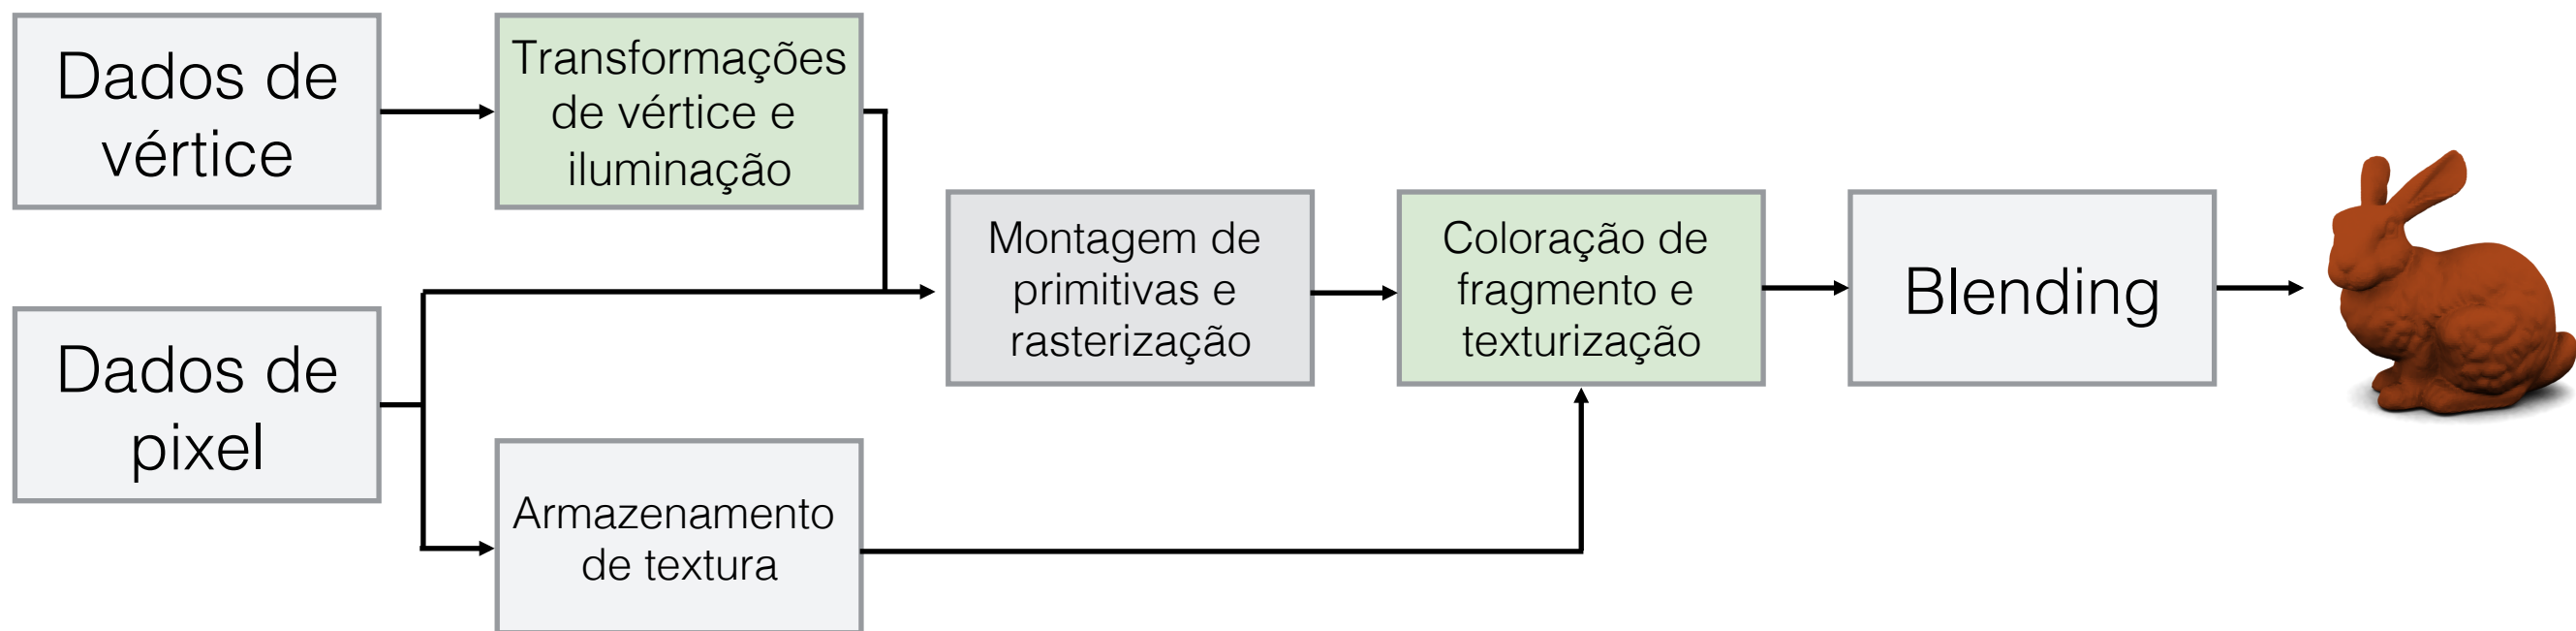 Dados de
vértice
Transformações
de vértice e
iluminação
Dados de
pixel
Armazenamento
de textura
Montagem de
primitivas e
rasterização
Coloração de
fragmento e
texturização
Blending